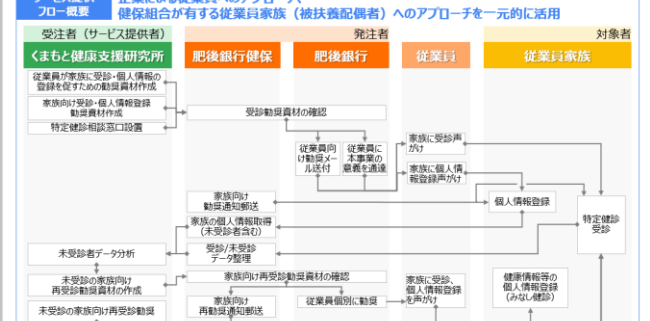 フロー概要
健保組合が有する従業員家族（被扶養配偶者）へのアプローチを一元的に活用
受注者（サービス提供者）
発注者
対象者
くまもと健康支援研究所
肥後銀行健保
肥後銀行
従業員
従業員家族
従業員が家族に受診・個人情報の
登録を促すための勧奨資材作成
家族向け受診・個人情報登録
勧奨資材作成
特定健診相談窓口設置
受診勧奨資材の確認
従業員向
け勧奨メー
ル送付
従業員に
本事業の
意義を通達
家族に受診声
がけ
家族に個人情
報登録声がけ
家族向け
勧奨通知郵送
個人情報登録
家族の個人情報取得
（未受診者含む）
特定健診
受診
未受診者データ分析
受診/未受診
データ整理
未受診の家族向け
再受診勧奨資材の作成
家族向け再受診勧奨資材の確認
家族に受診、
個人情報登録
を声がけ
健康情報等の
個人情報登録
（みなし健診）
未受診の家族向け再受診勧奨
家族向け
再勧奨通知郵送
従業員個別に勧奨